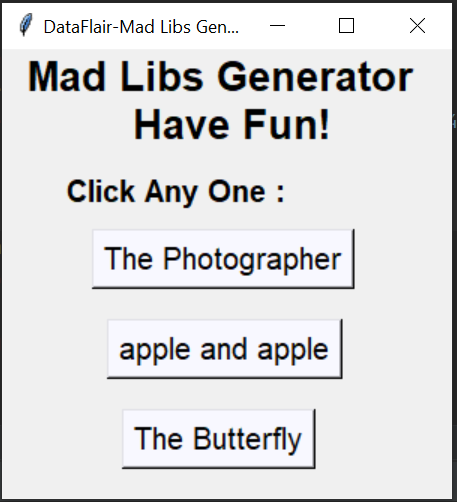 DataFlair-Mad Libs Gen...
Mad Libs Generator
Have Fun!
Click Any One :
The Photographer
apple and apple
The Butterfly